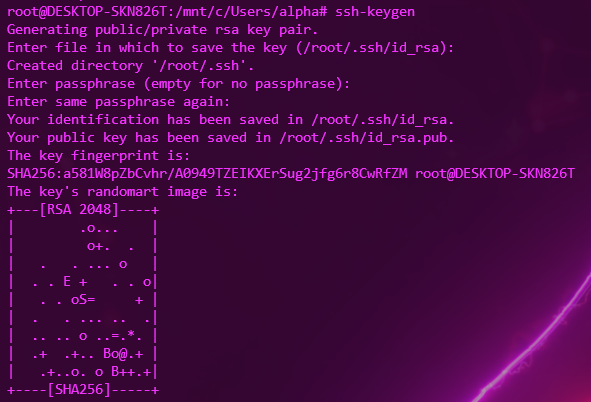 root@DESKTOP-SKN826T:/mnt/c/Users/alpha# ssh-keygen
Generating public/private rsa key pair.
Enter file in which to save the key (/root/.ssh/id_rsa):
Created directory '/root/.ssh'.
Enter passphrase (empty for no passphrase):
Enter same passphrase again:
Your identification has been saved in /root/.ssh/id_rsa.
Your public key has been saved in /root/.ssh/id_rsa.pub.
The key fingerprint is:
SHA256:a581W8pZbCvhr/A0949TZEIKXErSug2jfg6r8CwRfZM root@DESKTOP-SKN826T
The key's randomart image is:
+---[RSA 2048]----+
|        .o...    |
|         o+.  .  |
|   .   . ... o   |
|  . . E +   . . o|
|   . . oS=     + |
|  .   . ... ..  .|
|  .. .. o ..=.*. |
|  .+  .+.. Bo@.+ |
|   .+..o. o B++.+|
+----[SHA256]-----+